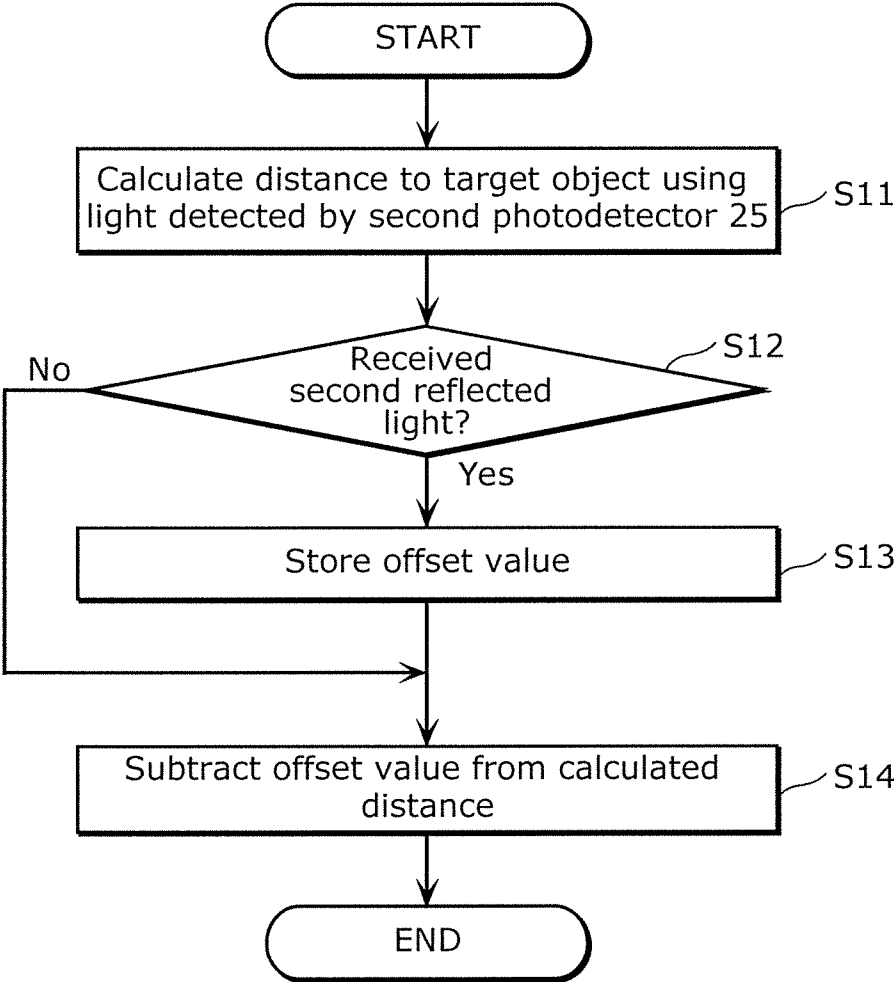 START
Calculate distance to target object using
light detected by second photodetector 25
S11
Received
second reflected
light?
S12
No
Yes
Store offset value
S13
Subtract offset value from calculated
distance
S14
END